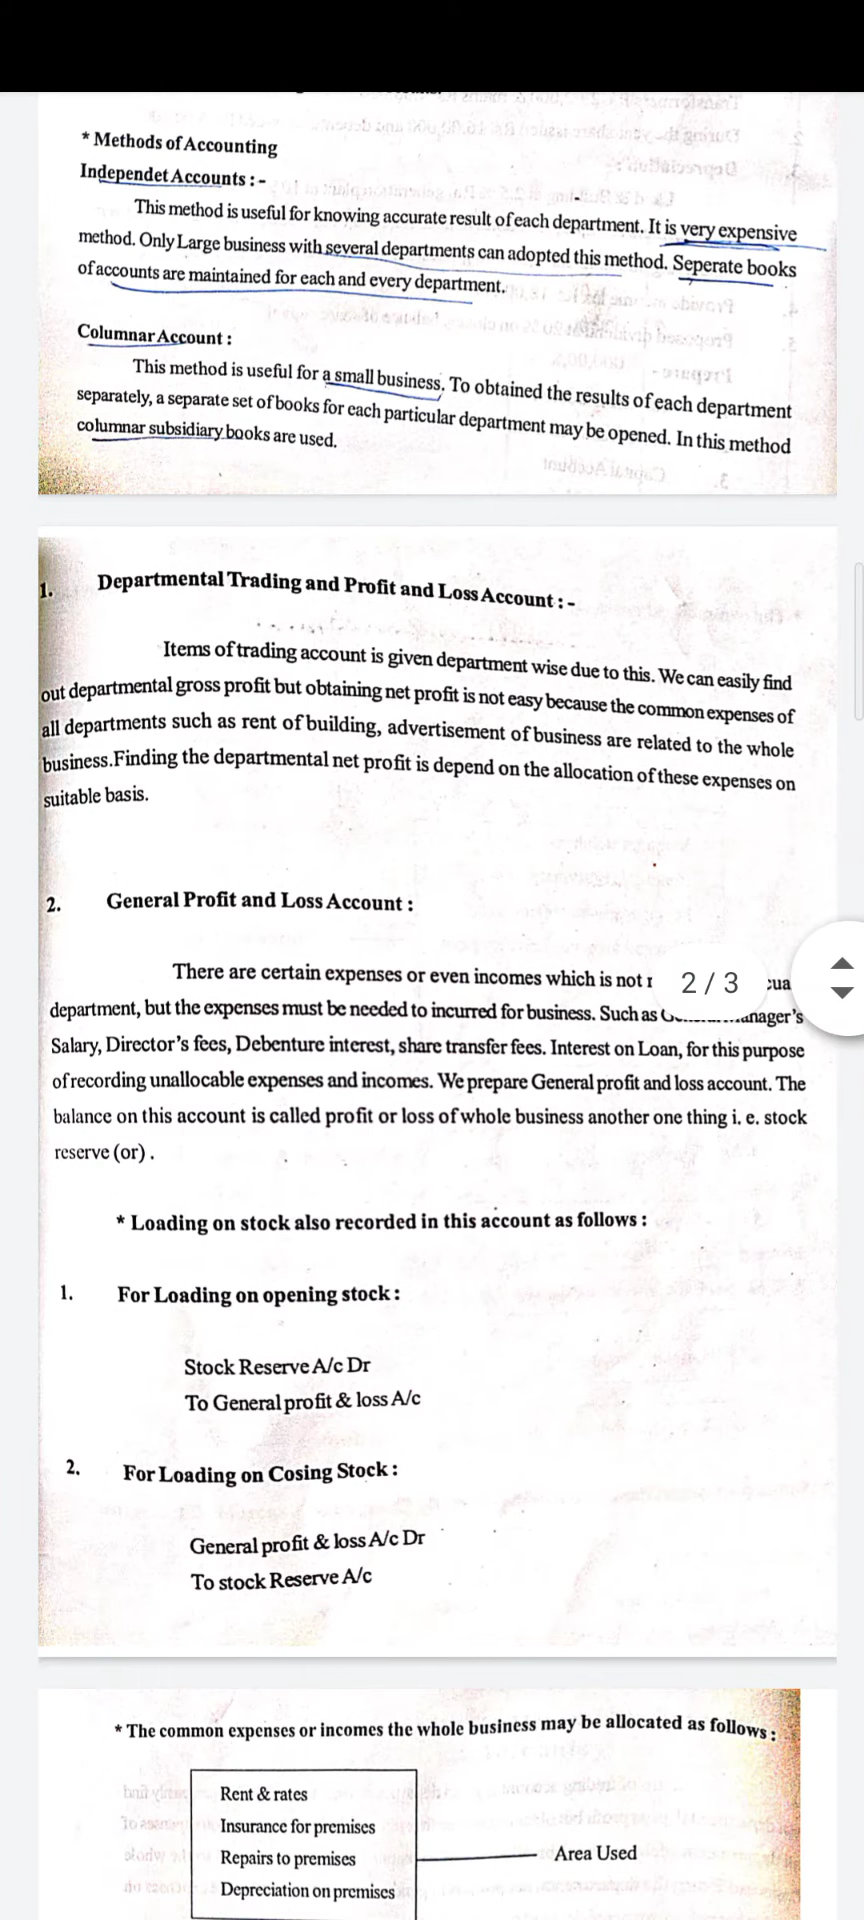 * Methods of Accounting
Independet Accounts : -
This method is useful for knowing accurate result of each department. It is very expensive
method. Only Large business with several departments can adopted this method. Seperate books
of accounts are maintained for each and every department.
Columnar Account :
This method is useful for a small business. To obtained the results of each department
separately, a separate set of books for each particular department may be opened. In this method
columnar subsidiary books are used.
1. Departmental Trading and Profit and Loss Account : -
Items of trading account is given department wise due to this. We can easily find
out departmental gross profit but obtaining net profit is not easy because the common expenses of
all departments such as rent of building, advertisement of business are related to the whole
business.Finding the departmental net profit is depend on the allocation of these expenses on
suitable basis.
2. General Profit and Loss Account :
There are certain expenses or even incomes which is not
2 / 3
department, but the expenses must be needed to incurred for business. Such as
Salary, Director's fees, Debenture interest, share transfer fees. Interest on Loan, for this purpose
of recording unallocable expenses and incomes. We prepare General profit and loss account. The
balance on this account is called profit or loss of whole business another one thing i. e. stock
reserve (or) .
* Loading on stock also recorded in this account as follows :
1. For Loading on opening stock :
Stock Reserve A/c Dr
To General profit & loss A/c
2. For Loading on Cosing Stock :
General profit & loss A/c Dr
To stock Reserve A/c
* The common expenses or incomes the whole business may be allocated as follows :
Rent & rates
Insurance for premises
Repairs to premises
Area Used
Depreciation on premises